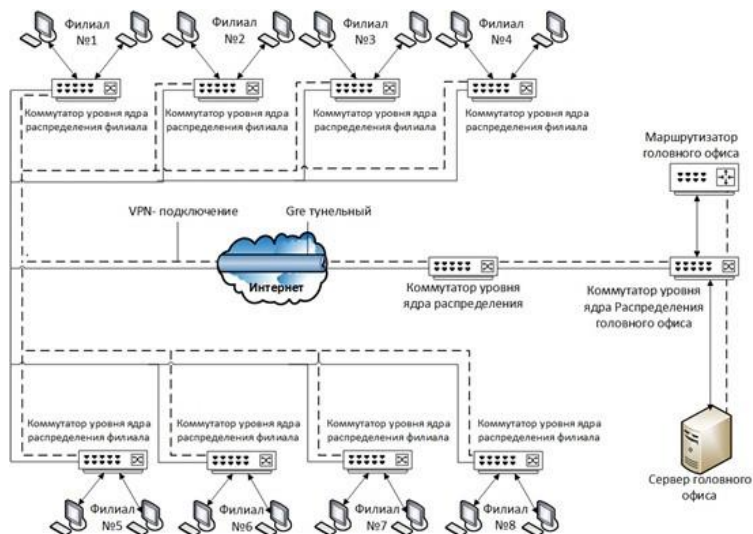 Филиал
№1
Филиал
№2
Филиал
№3
Филиал
№4
Коммутатор уровня ядра
распределения филиала
Коммутатор уровня ядра
распределения филиала
Коммутатор уровня ядра
распределения филиала
Коммутатор уровня ядра
распределения филиала
Маршрутизатор
головного офиса
VPN- подключение
Gre тунельный
Интернет
Коммутатор уровня
ядра распределения
Коммутатор уровня
ядра Распределения
головного офиса
Коммутатор уровня ядра
распределения филиала
Коммутатор уровня ядра
распределения филиала
Коммутатор уровня ядра
распределения филиала
Коммутатор уровня ядра
распределения филиала
Сервер головного
офиса
Филиал
№5
Филиал
№6
Филиал
№7
Филиал
№8